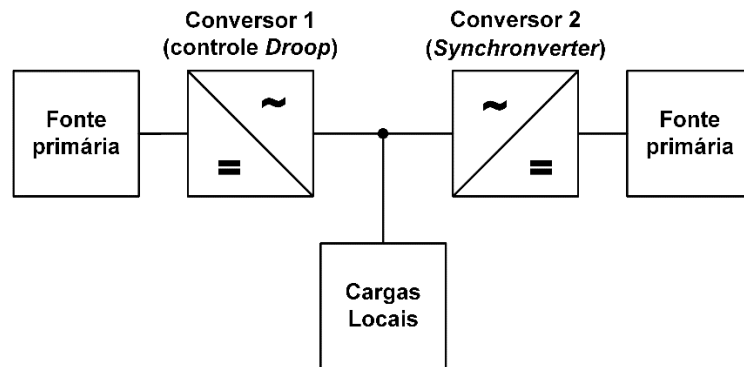 Conversor 1
(controle Droop)
Conversor 2
(Synchronverter)
Fonte
primária
~
=
~
=
Fonte
primária
Cargas
Locais